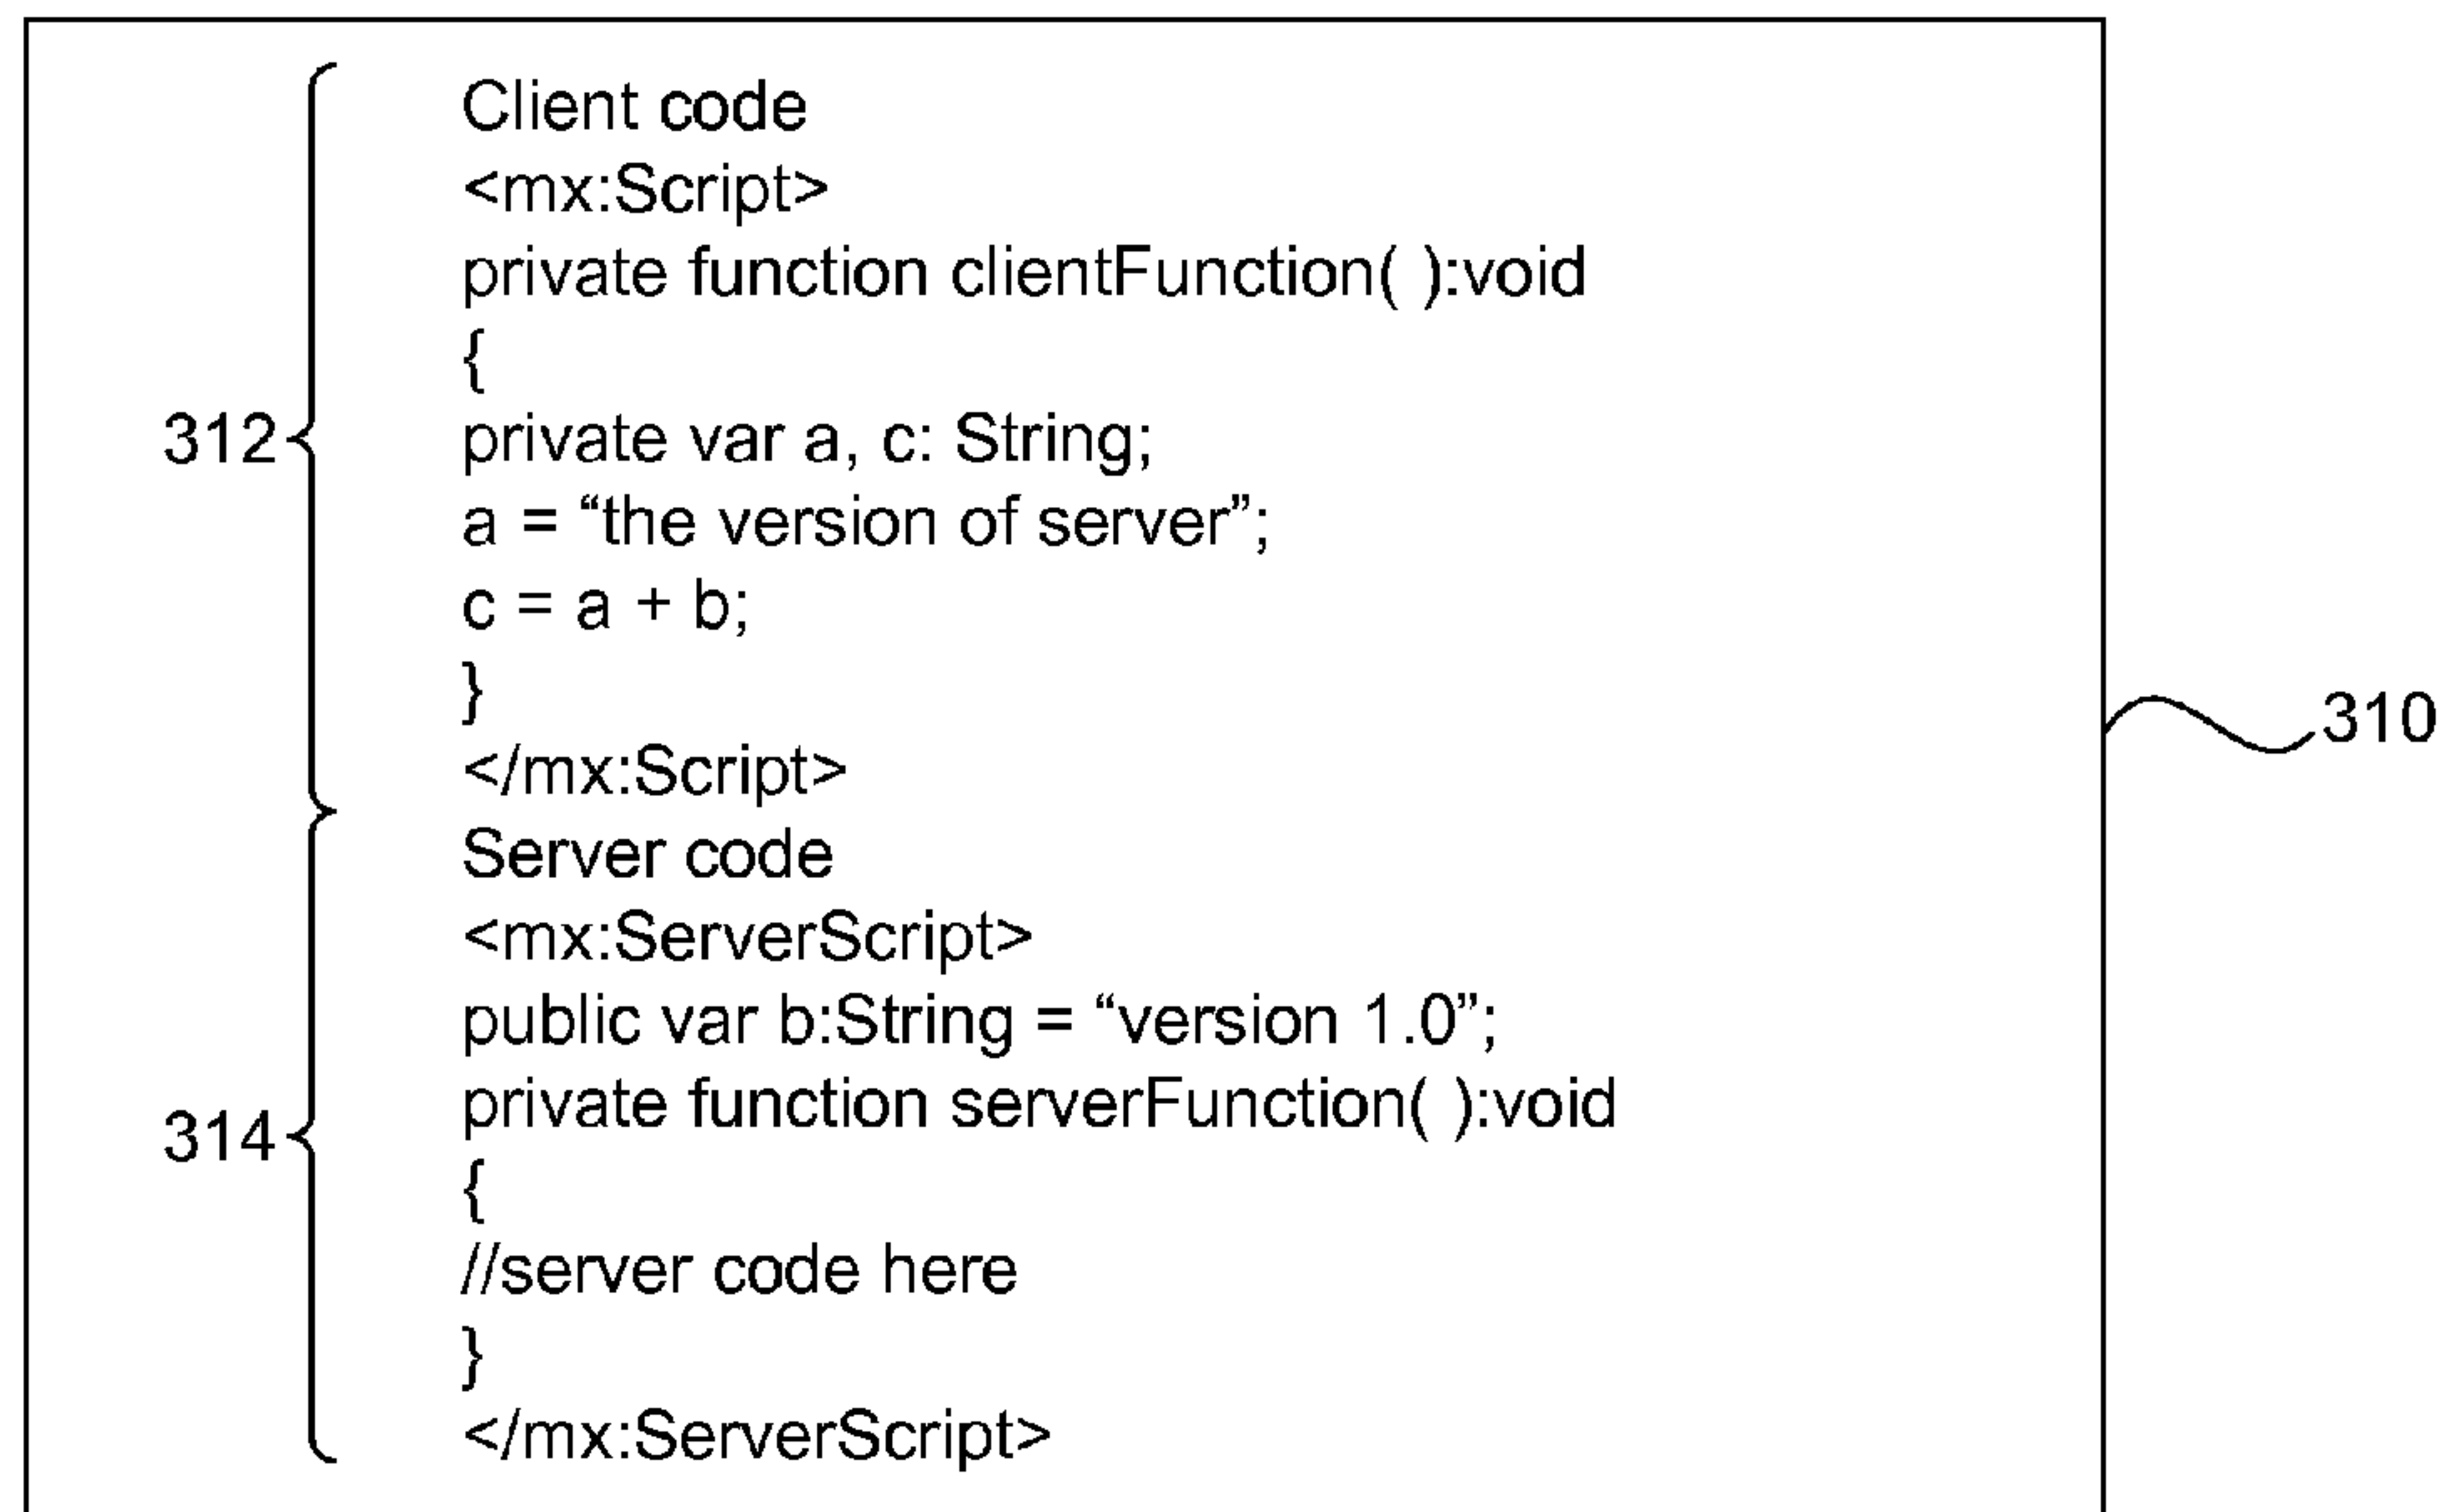 Client code
<mx:Script>
private function clientFunction( ):void
{
312
private var a, c: String;
a = “the version of server”;
c = a + b;
}
310
</mx:Script>
Server code
<mx:ServerScript>
public var b:String = “version 1.0”;
private function serverFunction( ):void
314
{
//server code here
}
</mx:ServerScript>